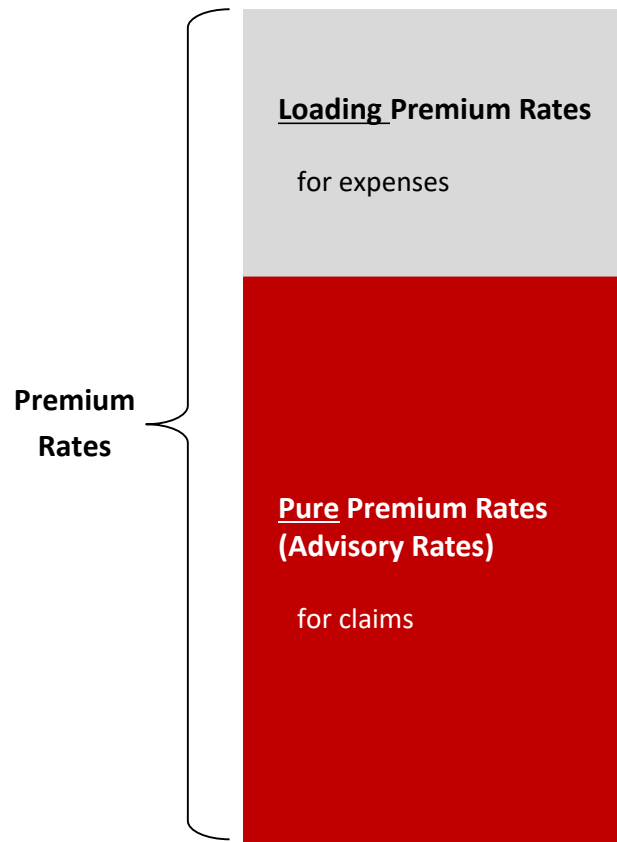 Loading Premium Rates
for expenses
Premium
Rates
Pure Premium Rates
(Advisory Rates)
for claims